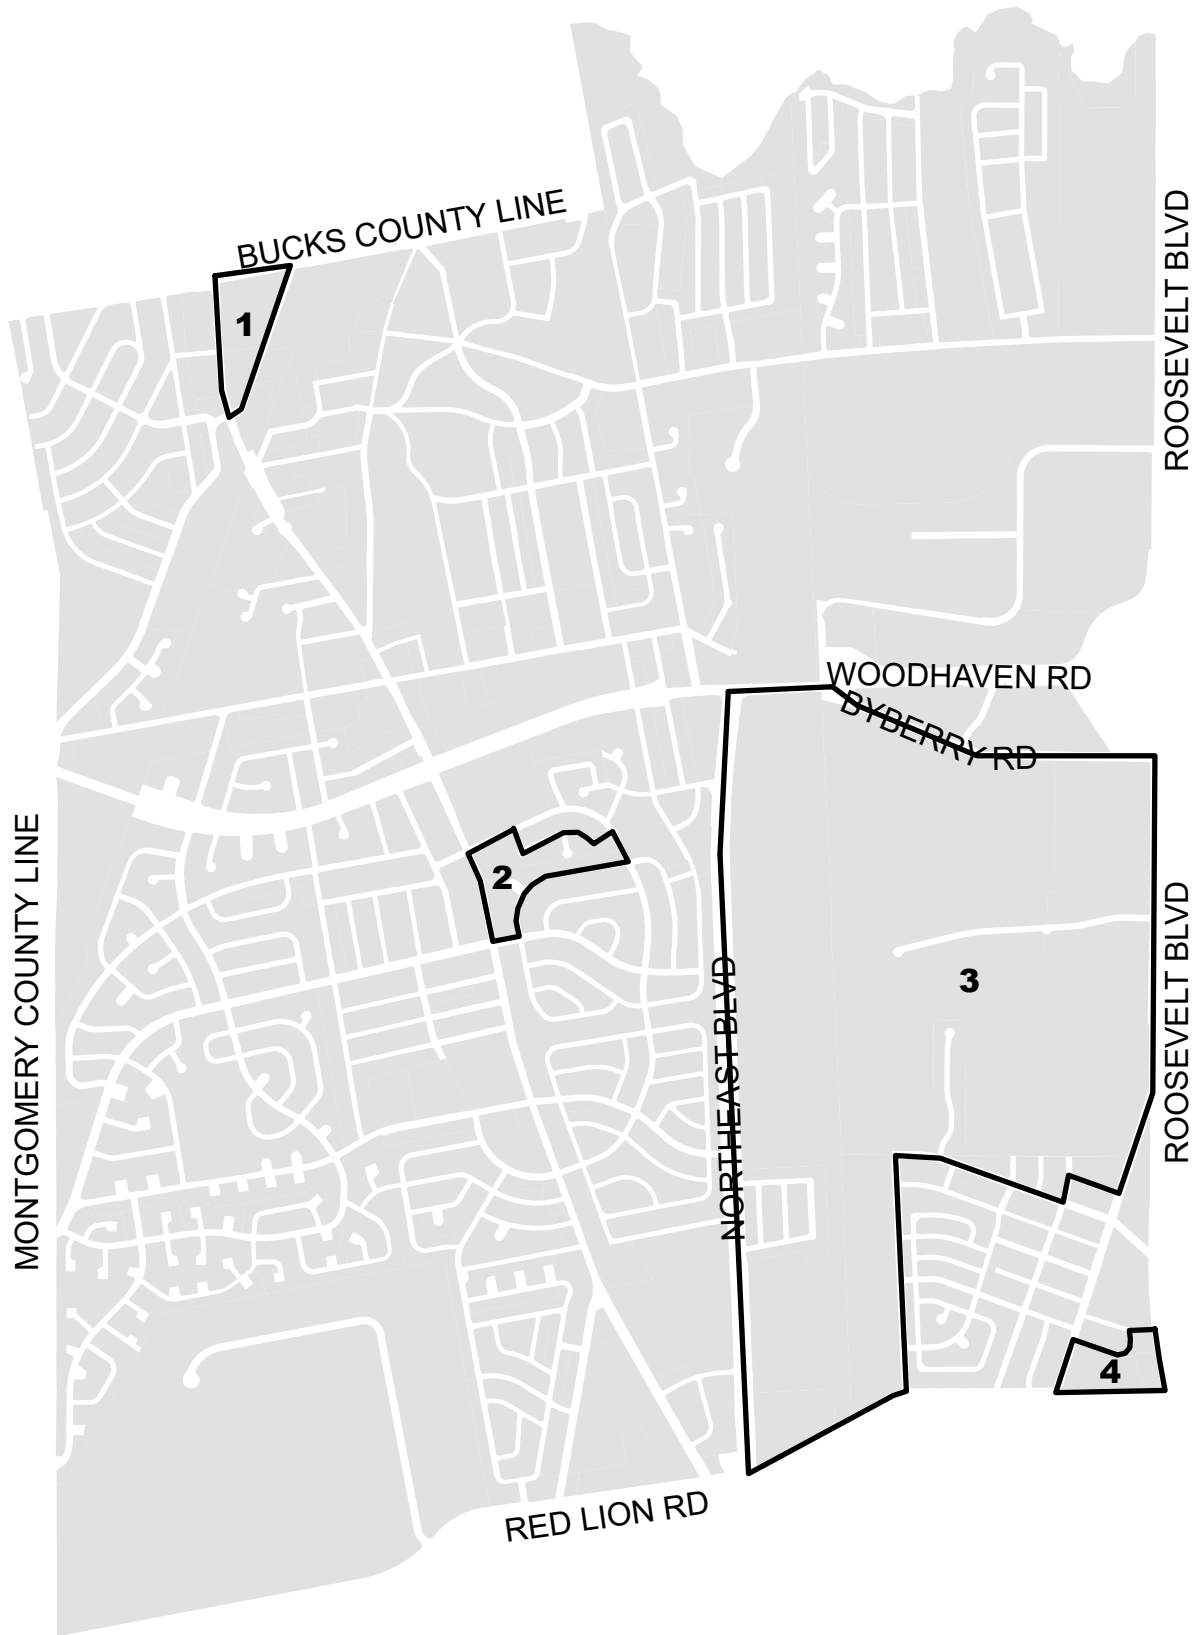 BUCKS COUNTY LINE
ROOSEVELT BLVD
1
WOODHAVEN RD
BYBERRY RD
MONTGOMERY COUNTY LINE
2
3
NORTHEAST BLVD
ROOSEVELT BLVD
4
RED LION RD